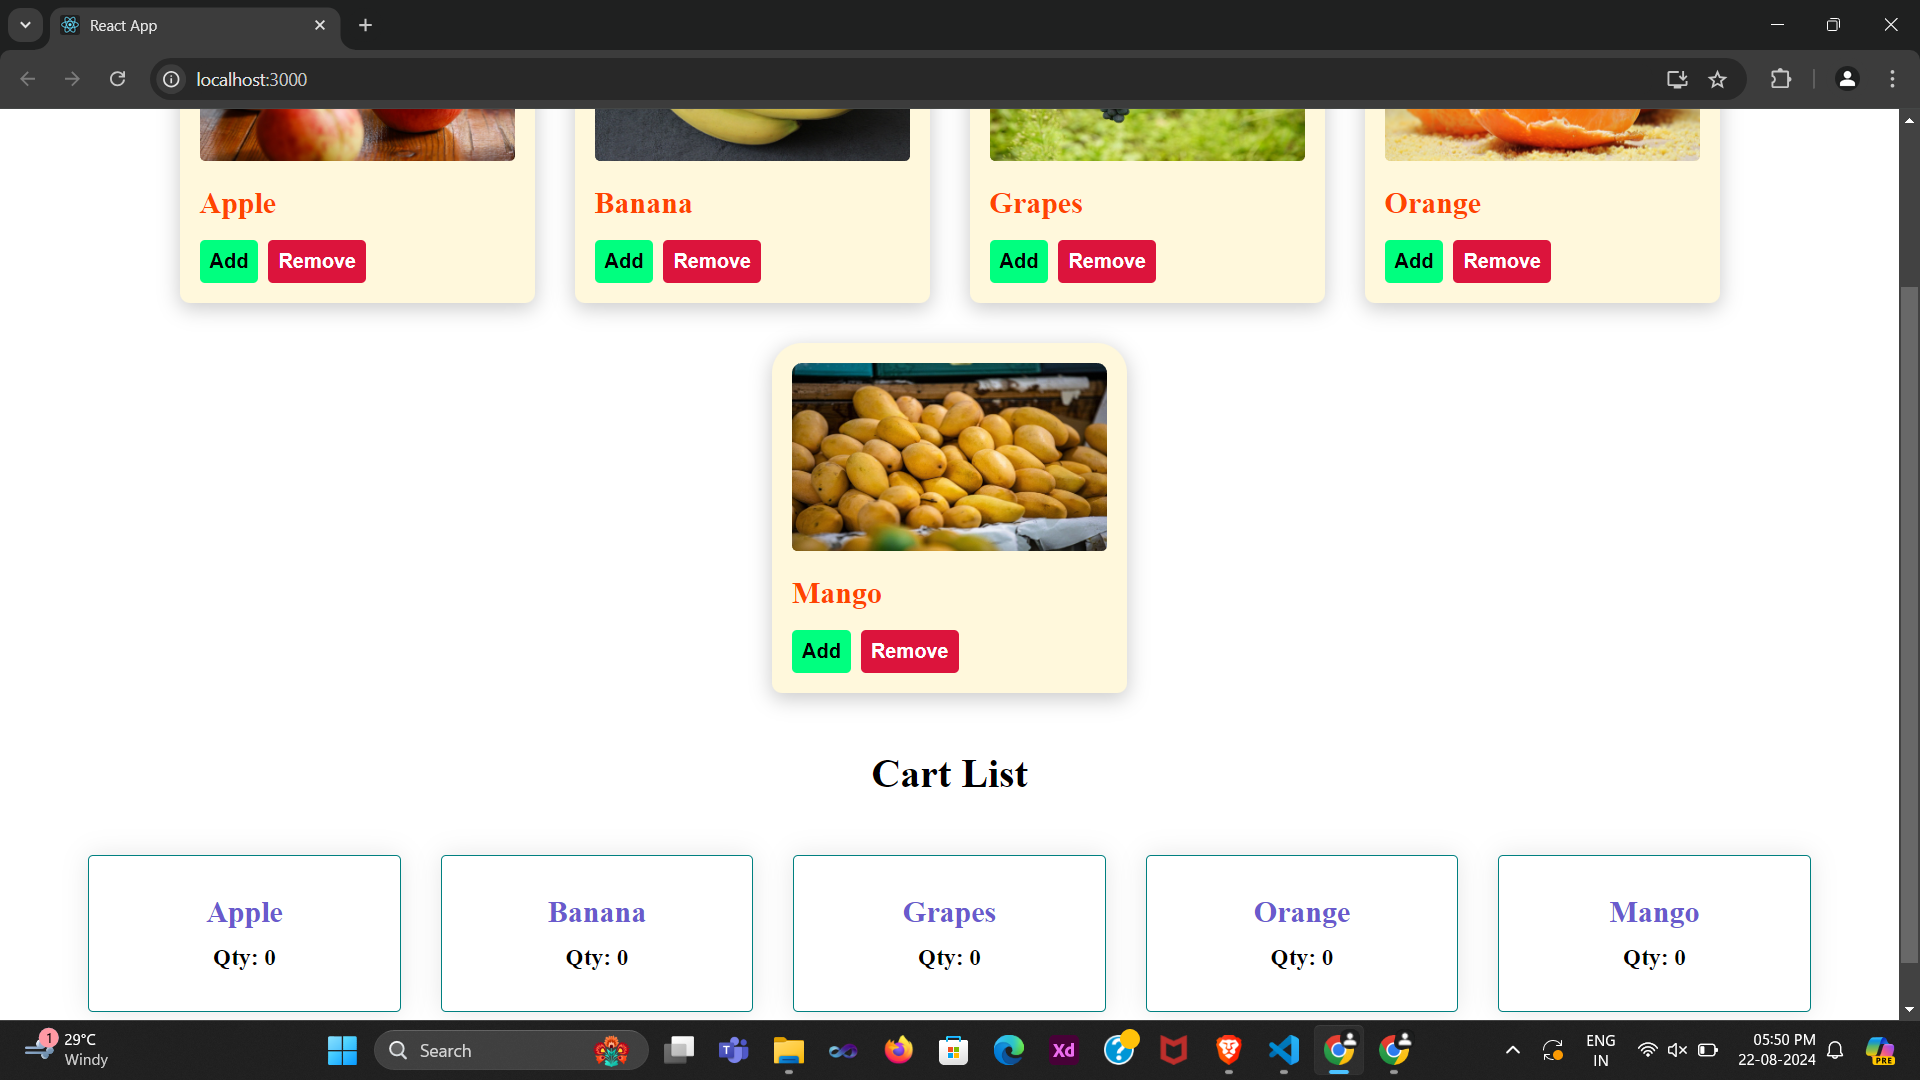 React App
localhost:3000
Apple
Banana
Grapes
Orange
Add Remove
Add Remove
Add Remove
Add Remove
Mango
Add Remove
Cart List
Apple
Qty: 0
Banana
Qty: 0
Grapes
Qty: 0
Orange
Qty: 0
Mango
Qty: 0
1
29°C
Windy
Search
T
Xd
?
ENG
IN
05:50 PM
22-08-2024
PRE